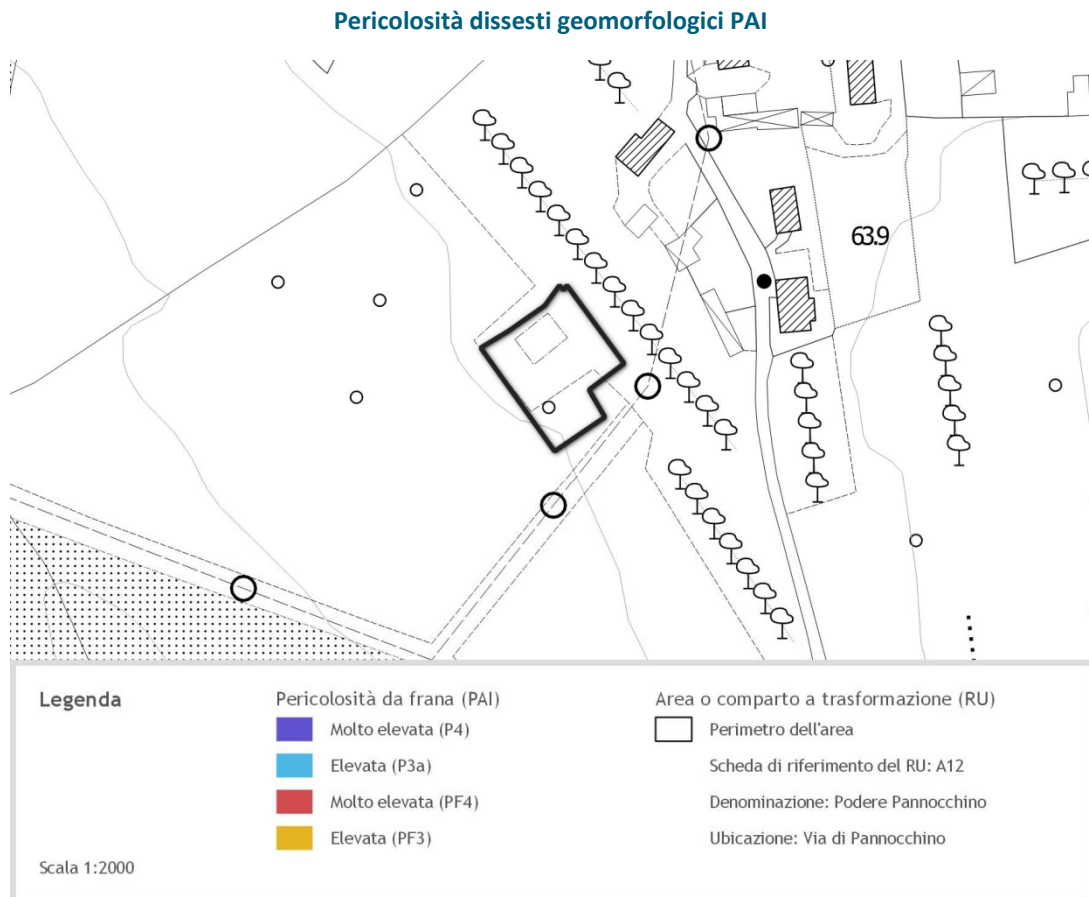 Pericolosità dissesti geomorfologici PAI
63.9
Legenda
Pericolosità da frana (PAI)
Molto elevata (P4)
Elevata (P3a)
Molto elevata (PF4)
Elevata (PF3)
Area o comparto a trasformazione (RU)
Perimetro dell'area
Scheda di riferimento del RU: A12
Denominazione: Podere Pannocchino
Ubicazione: Via di Pannocchino
Scala 1:2000